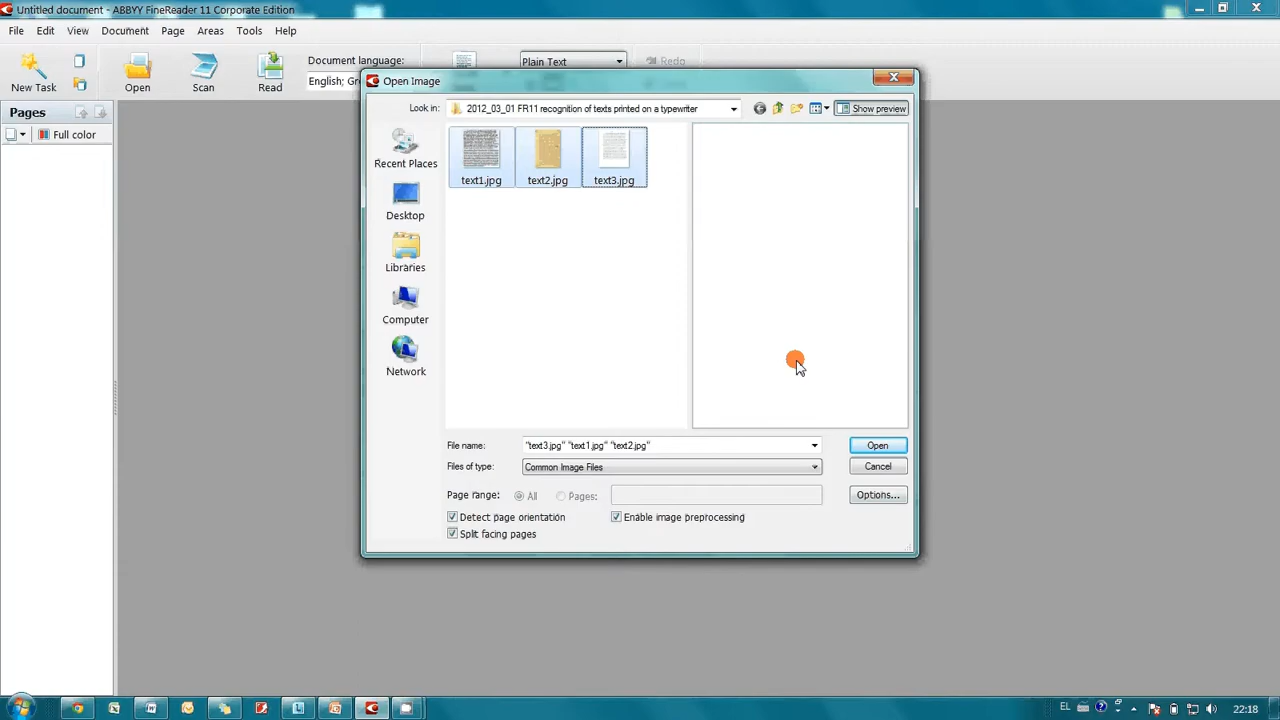 Untitled document - ABBYY FineReader 11 Corporate Edition
File Edit View Document Page Areas Tools Help
New Task
Open
Scan
Read
Document language:
English; Gr
Plain Text
Redo
Pages
Full color
Open Image
Look in: 2012_03_01 FR11 recognition of texts printed on a typewriter
Show preview
Recent Places
Desktop
Libraries
Computer
Network
text1.jpg text2.jpg text3.jpg
File name: "text3.jpg" "text1.jpg" "text2.jpg"
Open
Files of type: Common Image Files
Cancel
Page range: All Pages:
Options...
Detect page orientation Enable image preprocessing
Split facing pages
EL 22:18